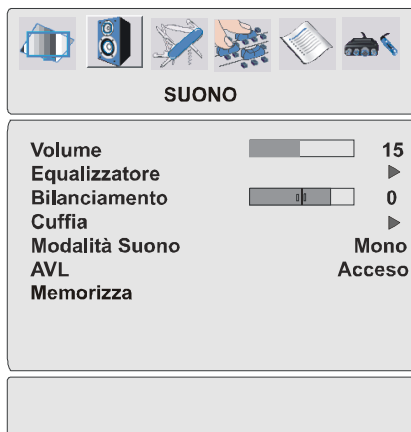 SUONO
Volume 15
Equalizzatore
Bilanciamento 0
Cuffia
Modalità Suono Mono
AVL Acceso
Memorizza